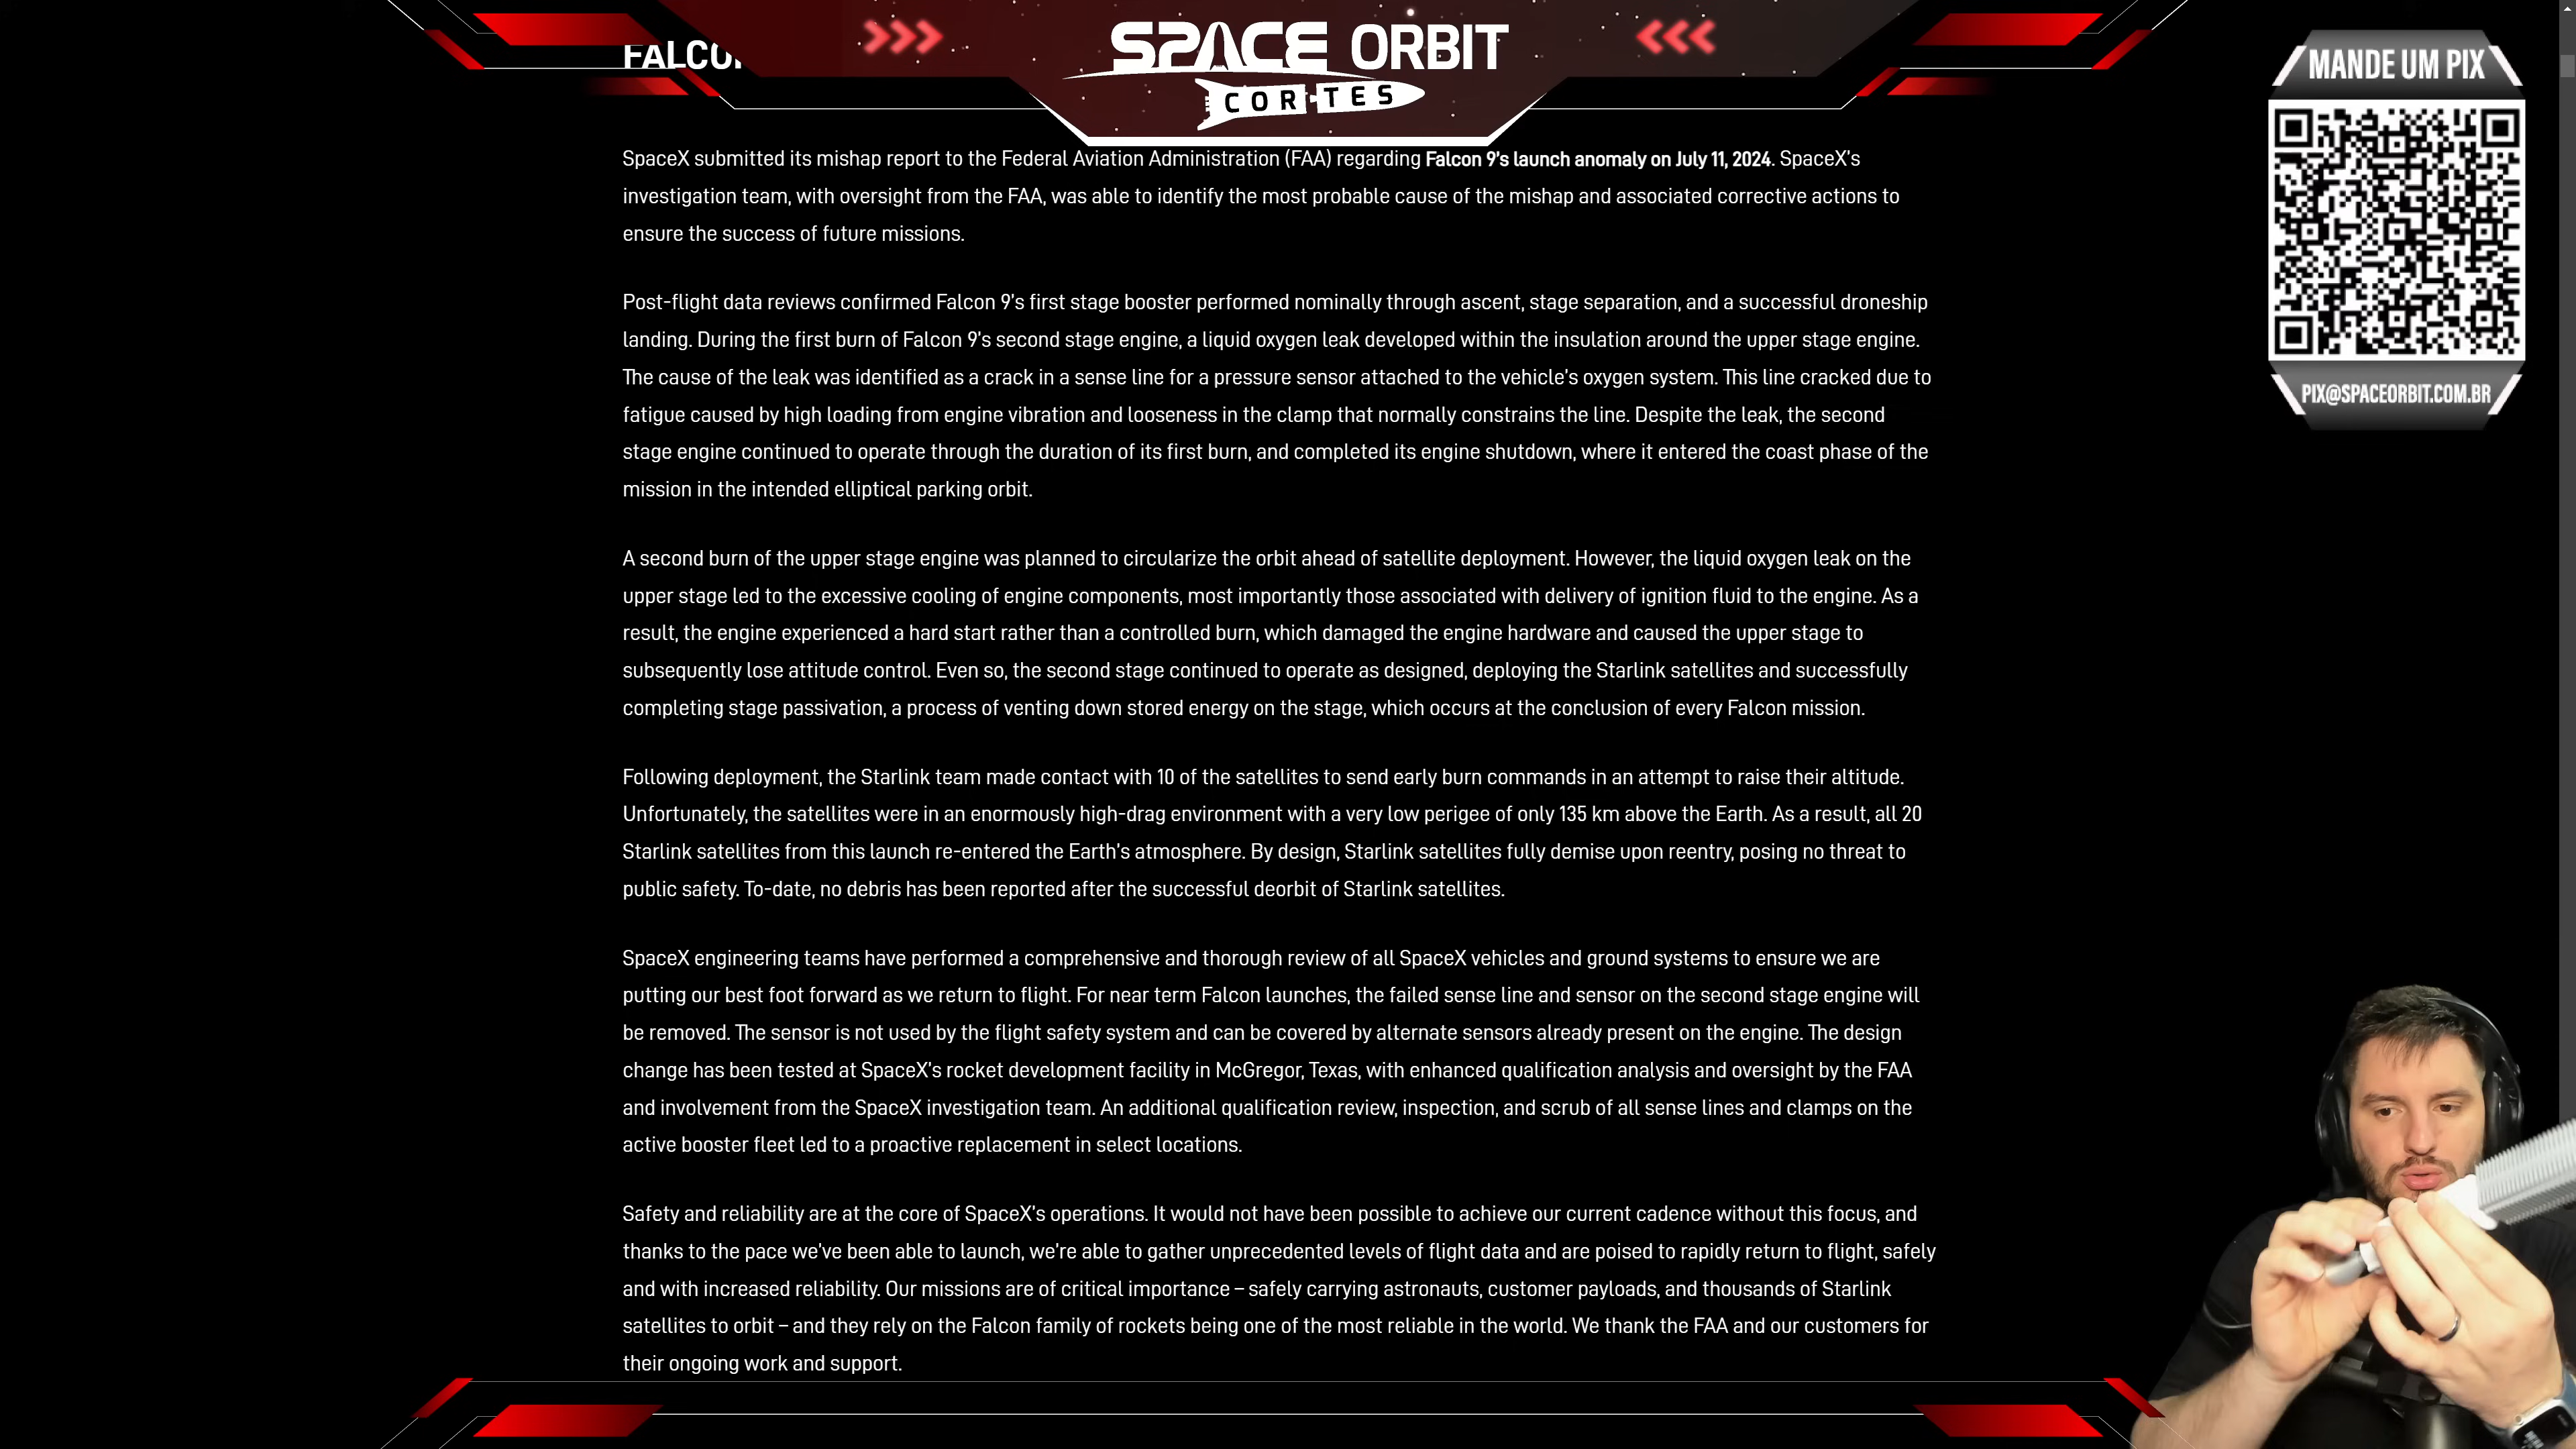 SPACE ORBIT
CORTES
MANDE UM PIX
PIX@SPACEORBIT.COM.BR
SpaceX submitted its mishap report to the Federal Aviation Administration (FAA) regarding Falcon 9's launch anomaly on July 11, 2024. SpaceX's
investigation team, with oversight from the FAA, was able to identify the most probable cause of the mishap and associated corrective actions to
ensure the success of future missions.
Post-flight data reviews confirmed Falcon 9's first stage booster performed nominally through ascent, stage separation, and a successful droneship
landing. During the first burn of Falcon 9's second stage engine, a liquid oxygen leak developed within the insulation around the upper stage engine.
The cause of the leak was identified as a crack in a sense line for a pressure sensor attached to the vehicle's oxygen system. This line cracked due to
fatigue caused by high loading from engine vibration and looseness in the clamp that normally constrains the line. Despite the leak, the second
stage engine continued to operate through the duration of its first burn, and completed its engine shutdown, where it entered the coast phase of the
mission in the intended elliptical parking orbit.
A second burn of the upper stage engine was planned to circularize the orbit ahead of satellite deployment. However, the liquid oxygen leak on the
upper stage led to the excessive cooling of engine components, most importantly those associated with delivery of ignition fluid to the engine. As a
result, the engine experienced a hard start rather than a controlled burn, which damaged the engine hardware and caused the upper stage to
subsequently lose attitude control. Even so, the second stage continued to operate as designed, deploying the Starlink satellites and successfully
completing stage passivation, a process of venting down stored energy on the stage, which occurs at the conclusion of every Falcon mission.
Following deployment, the Starlink team made contact with 10 of the satellites to send early burn commands in an attempt to raise their altitude.
Unfortunately, the satellites were in an enormously high-drag environment with a very low perigee of only 135 km above the Earth. As a result, all 20
Starlink satellites from this launch re-entered the Earth's atmosphere. By design, Starlink satellites fully demise upon reentry, posing no threat to
public safety. To-date, no debris has been reported after the successful deorbit of Starlink satellites.
SpaceX engineering teams have performed a comprehensive and thorough review of all SpaceX vehicles and ground systems to ensure we are
putting our best foot forward as we return to flight. For near term Falcon launches, the failed sense line and sensor on the second stage engine will
be removed. The sensor is not used by the flight safety system and can be covered by alternate sensors already present on the engine. The design
change has been tested at SpaceX's rocket development facility in McGregor, Texas, with enhanced qualification analysis and oversight by the FAA
and involvement from the SpaceX investigation team. An additional qualification review, inspection, and scrub of all sense lines and clamps on the
active booster fleet led to a proactive replacement in select locations.
Safety and reliability are at the core of SpaceX's operations. It would not have been possible to achieve our current cadence without this focus, and
thanks to the pace we've been able to launch, we're able to gather unprecedented levels of flight data and are poised to rapidly return to flight, safely
and with increased reliability. Our missions are of critical importance – safely carrying astronauts, customer payloads, and thousands of Starlink
satellites to orbit – and they rely on the Falcon family of rockets being one of the most reliable in the world. We thank the FAA and our customers for
their ongoing work and support.